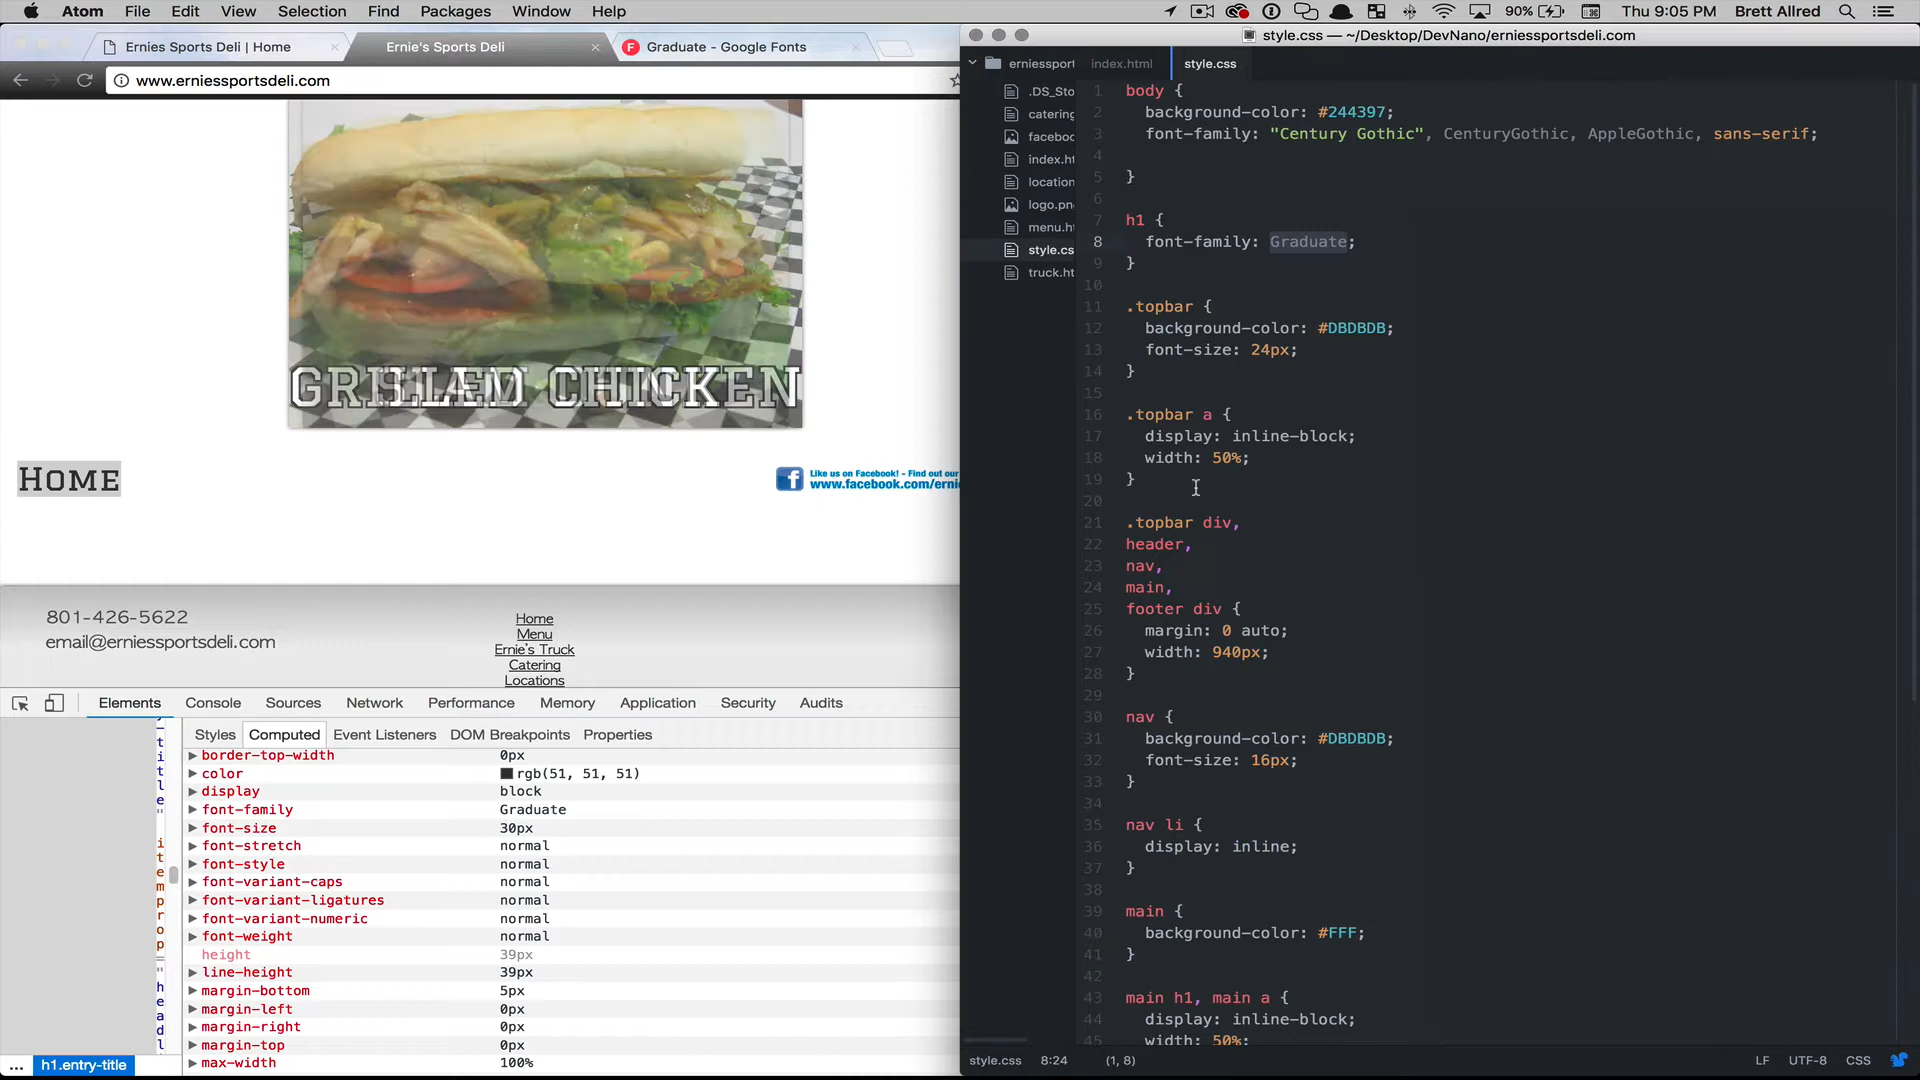 Atom File Edit View Selection Find Packages Window Help
90% Thu 9:05 PM Brett Allred
Ernies Sports Deli | Home
Ernie's Sports Deli
Graduate - Google Fonts
www.erniessportsdeli.com
HOME
Like us on Facebook! - Find out our
www.facebook.com/erni
801-426-5622
email@erniessportsdeli.com
Home
Menu
Ernie's Truck
Catering
Locations
Elements Console Sources Network Performance Memory Application Security Audits
Styles Computed Event Listeners DOM Breakpoints Properties
border-top-width 0px
color rgb(51, 51, 51)
display block
font-family Graduate
font-size 30px
font-stretch normal
font-style normal
font-variant-caps normal
font-variant-ligatures normal
font-variant-numeric normal
font-weight normal
height 39px
line-height 39px
margin-bottom 5px
margin-left 0px
margin-right 0px
margin-top 0px
max-width 100%
... h1.entry-title
style.css — ~/Desktop/DevNano/erniessportsdeli.com
erniessport
.DS_Sto
catering
faceboo
index.ht
location
logo.pn
menu.ht
style.cs
truck.ht
index.html style.css
1 body {
2 background-color: #244397;
3 font-family: "Century Gothic", CenturyGothic, AppleGothic, sans-serif;
4
5 }
6
7 h1 {
8 font-family: Graduate;
9 }
10
11 .topbar {
12 background-color: #DBDBDB;
13 font-size: 24px;
14 }
15
16 .topbar a {
17 display: inline-block;
18 width: 50%;
19 }
20
21 .topbar div,
22 header,
23 nav,
24 main,
25 footer div {
26 margin: 0 auto;
27 width: 940px;
28 }
29
30 nav {
31 background-color: #DBDBDB;
32 font-size: 16px;
33 }
34
35 nav li {
36 display: inline;
37 }
38
39 main {
40 background-color: #FFF;
41 }
42
43 main h1, main a {
44 display: inline-block;
45 width: 50%;
style.css 8:24 (1, 8) LF UTF-8 CSS